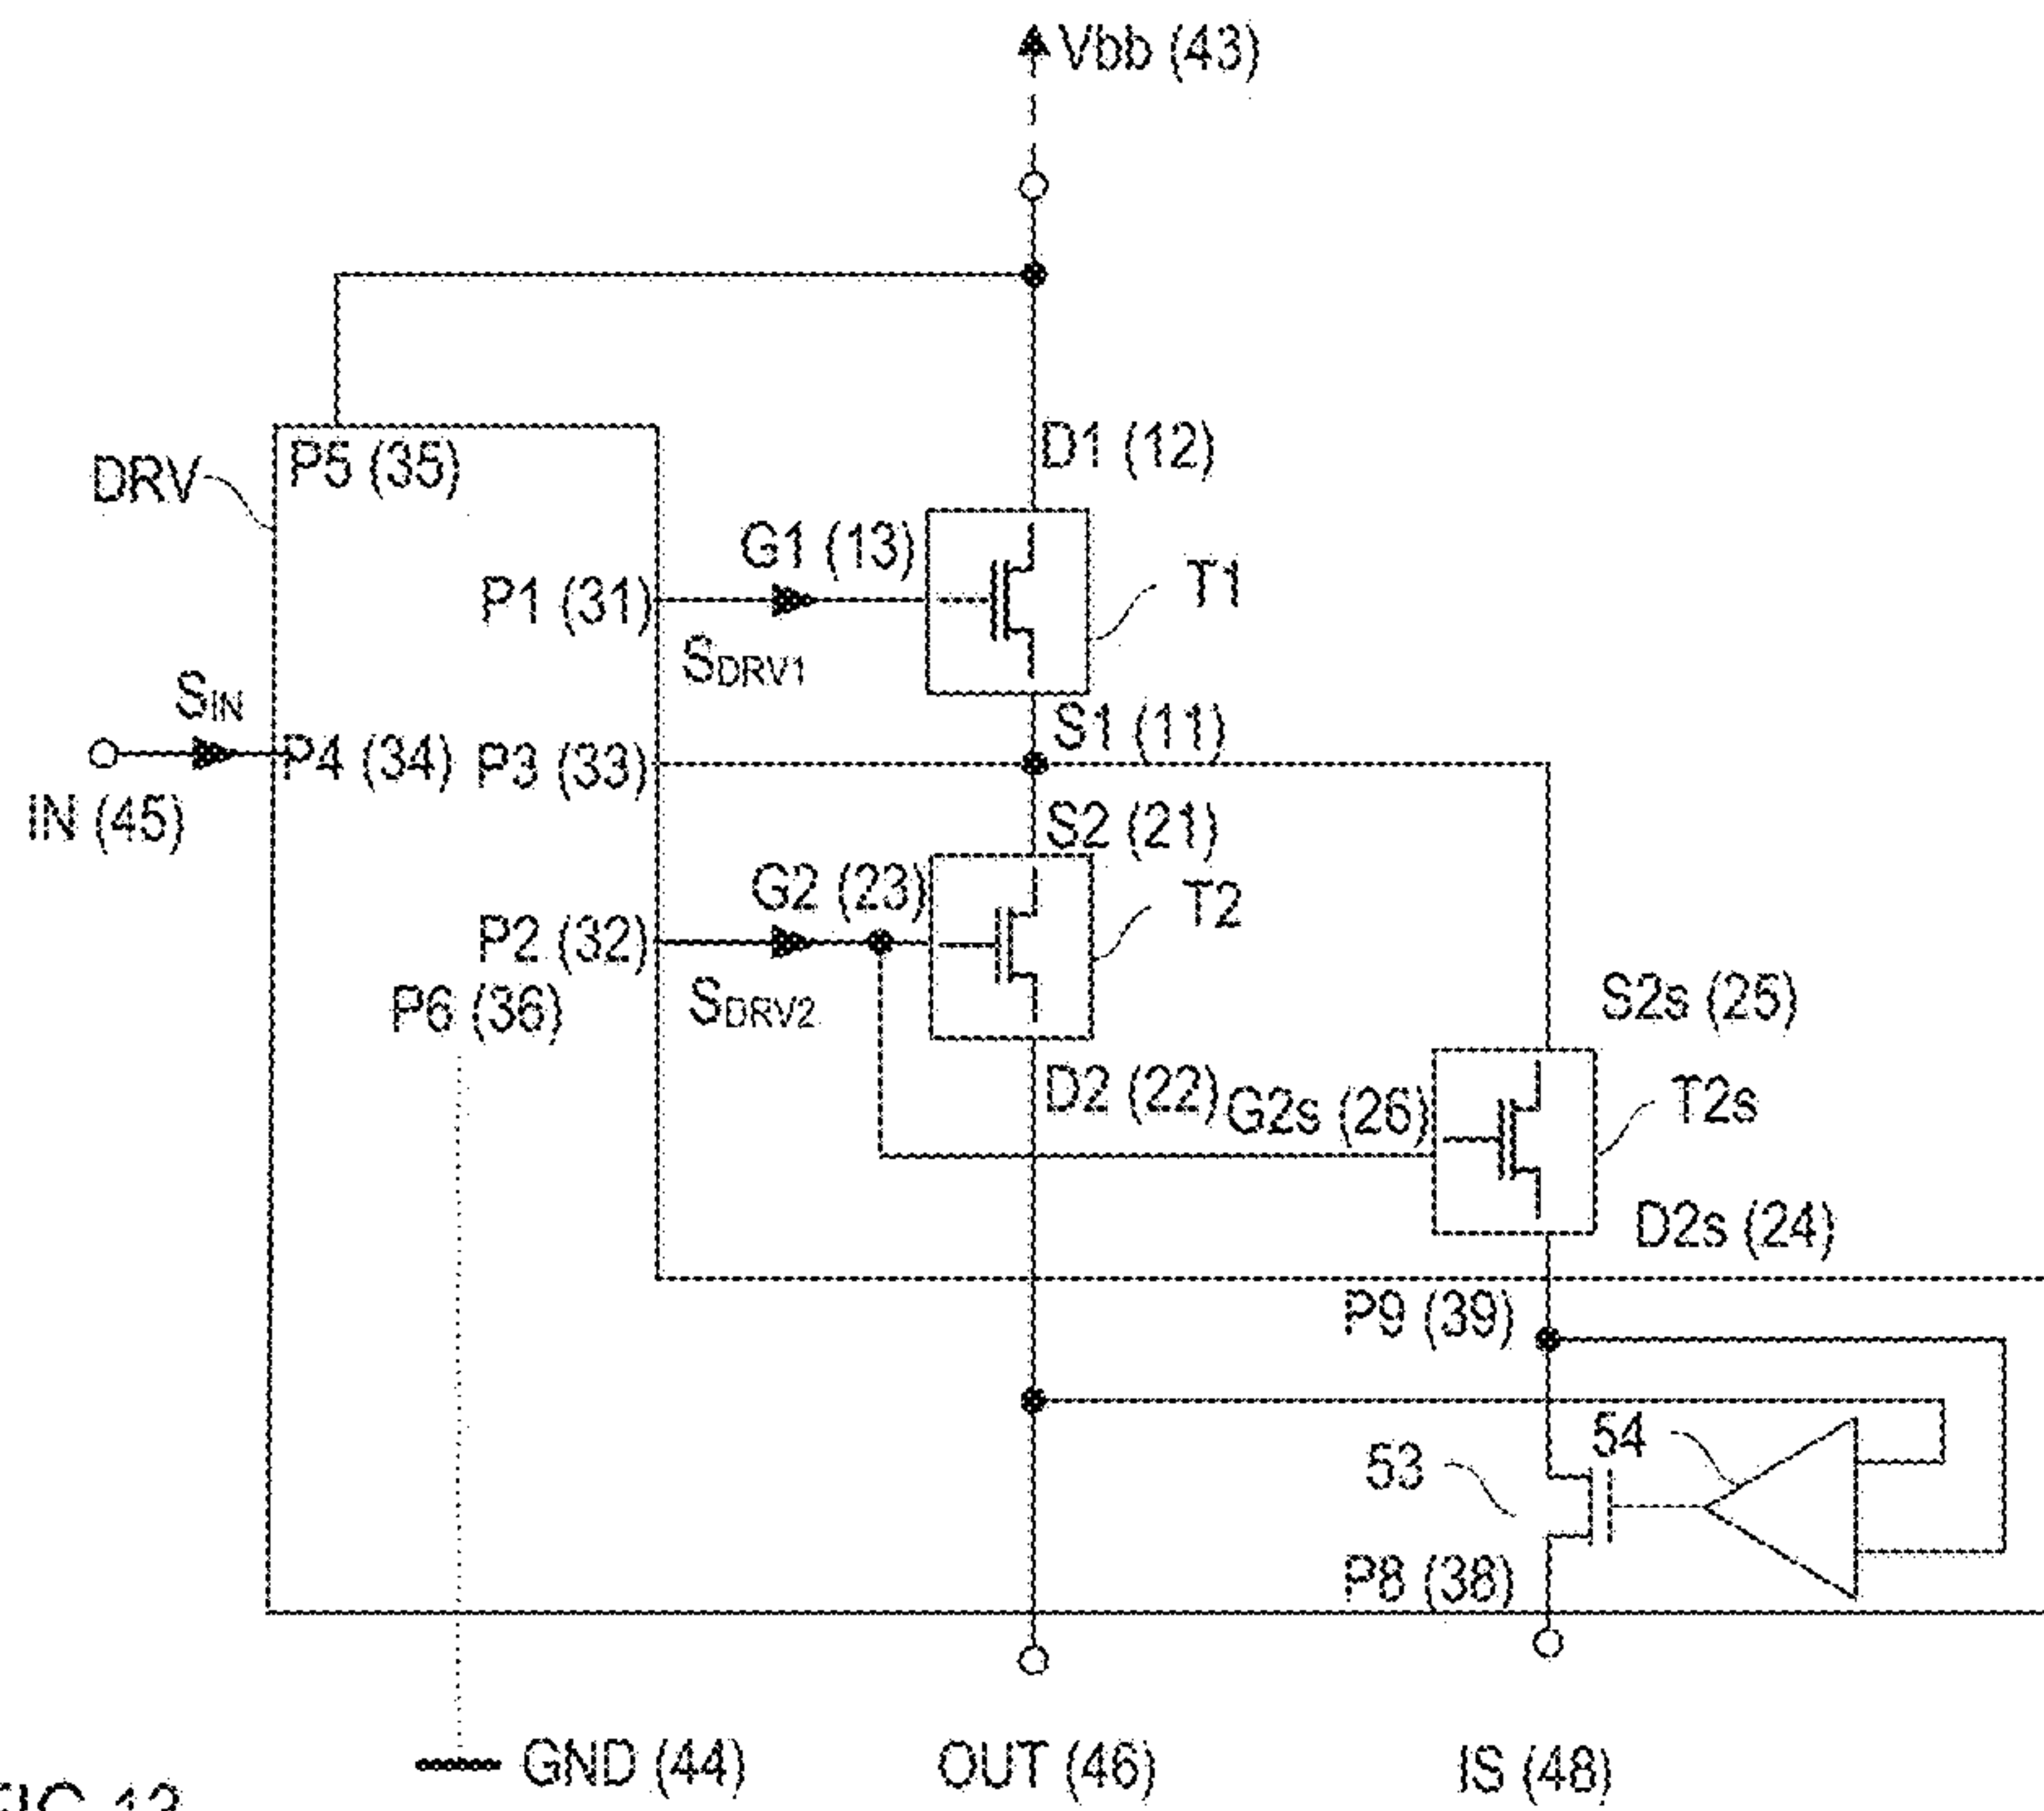 Vbb (43)
D1 (12)
P5 (35)
DRV
G1 (13)
T1
P1 (31)
SDRV1
SIN
S1 (11)
P4 (34)
P3 (33)
IN (45)
S2 (21)
G2 (23)
T2
P2 (32)
S2s (25)
P6 (36)
SDRV2
D2 (22)
G2s (26)
T2s
D2s (24)
P9 (39)
54
53
P8 (38)
GND (44)
OUT (46)
IS (48)